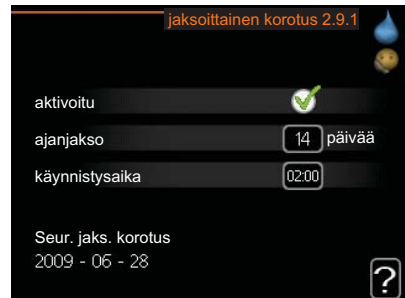 jaksoittainen korotus 2.9.1
aktivoitu
ajanjakso 14 päivää
käynnistysaika 02:00
Seur. jaks. korotus
2009 - 06 - 28
?